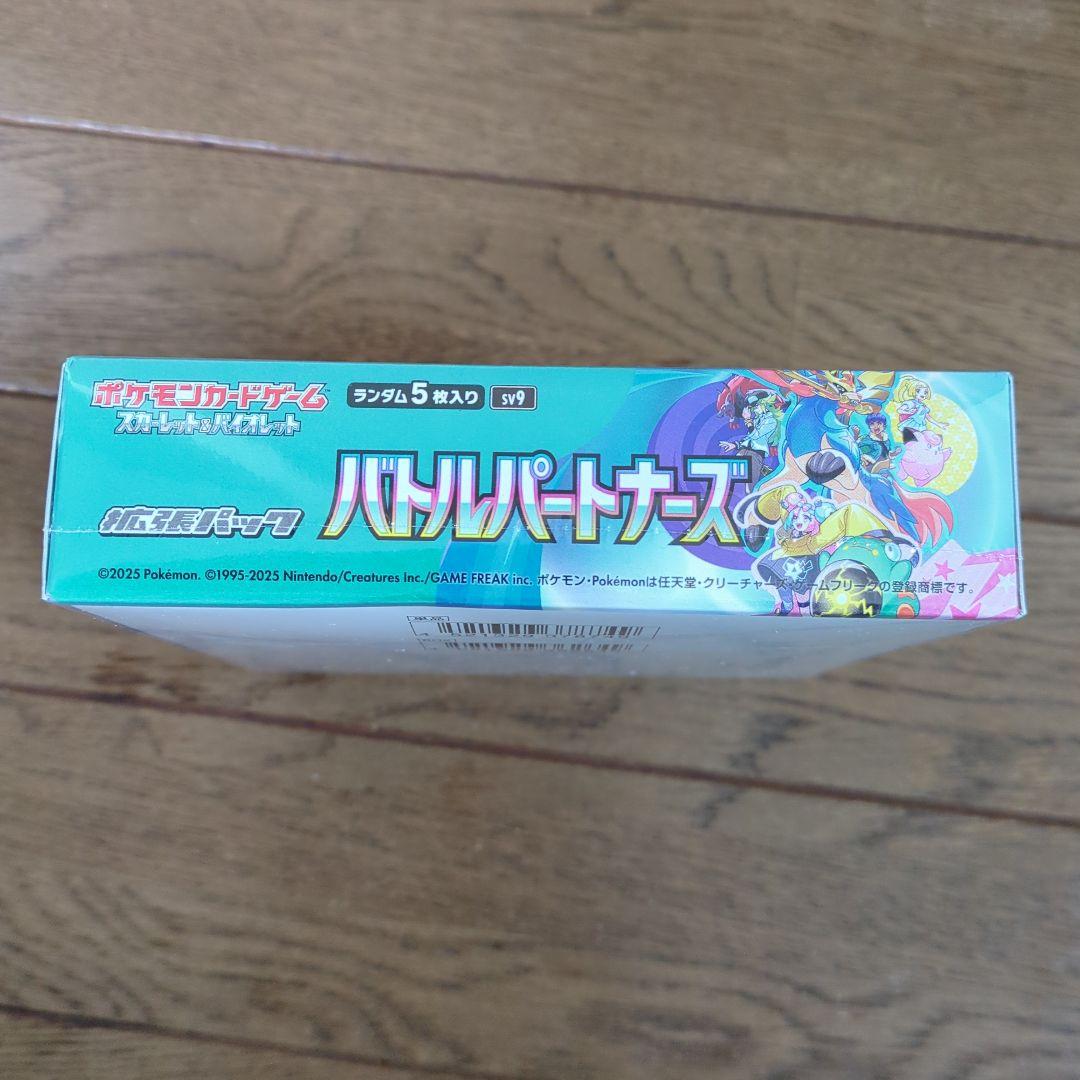 ポケモンカードゲーム™
スカーレット&バイオレット
ランダム5枚入り
SV9
バトルパートナーズ
拡張パック
©2025 Pokémon. ©1995-2025 Nintendo/Creatures Inc./GAME FREAK inc. ポケモン・Pokémonは任天堂・クリーチャーズ・ゲームフリークの登録商標です。